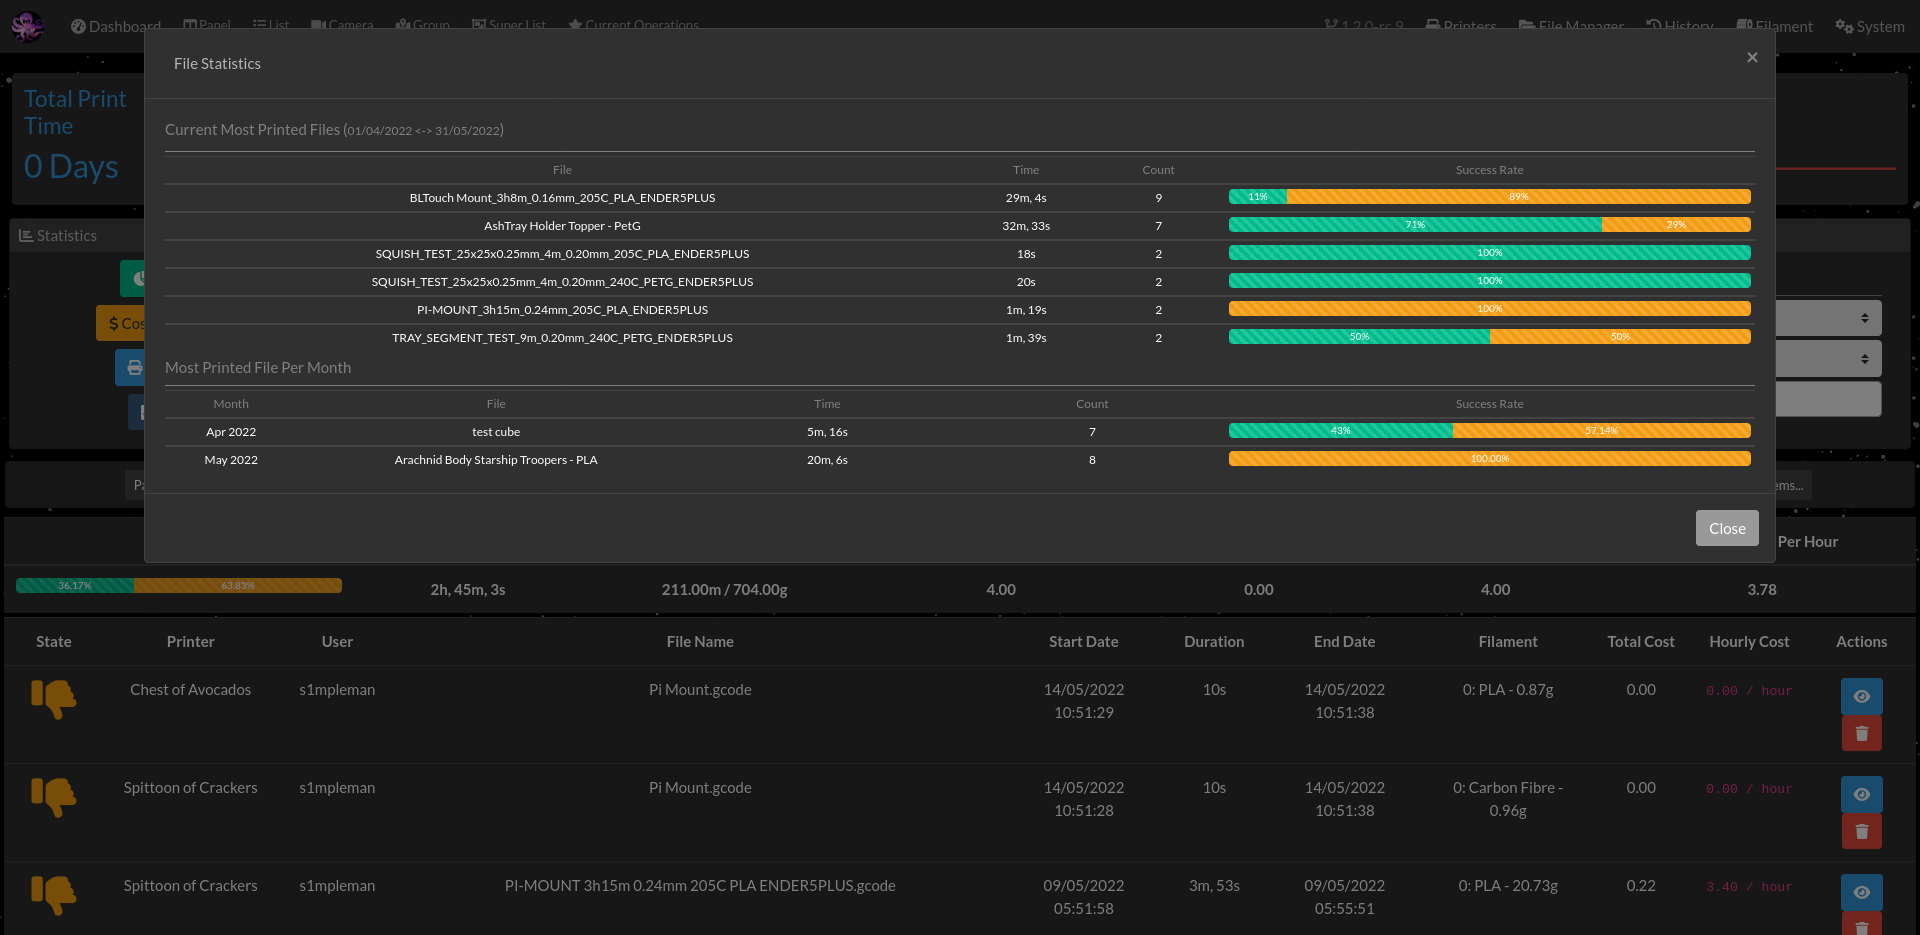 Dashboard Panel List Camera Group Super List Current Operations 1.2.0-rc.9 Printers File Manager History Filament System
File Statistics ×
Total Print
Time
0 Days
Statistics
Current Most Printed Files (01/04/2022 <-> 31/05/2022)
File Time Count Success Rate
BLTouch Mount_3h8m_0.16mm_205C_PLA_ENDER5PLUS 29m, 4s 9 11% 89%
AshTray Holder Topper - PetG 32m, 33s 7 71% 29%
SQUISH_TEST_25x25x0.25mm_4m_0.20mm_205C_PLA_ENDER5PLUS 18s 2 100%
SQUISH_TEST_25x25x0.25mm_4m_0.20mm_240C_PETG_ENDER5PLUS 20s 2 100%
PI-MOUNT_3h15m_0.24mm_205C_PLA_ENDER5PLUS 1m, 19s 2 100%
TRAY_SEGMENT_TEST_9m_0.20mm_240C_PETG_ENDER5PLUS 1m, 39s 2 50% 50%
Most Printed File Per Month
Month File Time Count Success Rate
Apr 2022 test cube 5m, 16s 7 43% 57.14%
May 2022 Arachnid Body Starship Troopers - PLA 20m, 6s 8 100.00%
Close
$ Cos
Pa
ems...
Per Hour
36.17% 63.83% 2h, 45m, 3s 211.00m / 704.00g 4.00 0.00 4.00 3.78
State Printer User File Name Start Date Duration End Date Filament Total Cost Hourly Cost Actions
Chest of Avocados s1mpleman Pi Mount.gcode 14/05/2022 10s 14/05/2022 0: PLA - 0.87g 0.00 0.00 / hour
10:51:29 10:51:38
Spittoon of Crackers s1mpleman Pi Mount.gcode 14/05/2022 10s 14/05/2022 0: Carbon Fibre - 0.00 0.00 / hour
10:51:28 10:51:38 0.96g
Spittoon of Crackers s1mpleman PI-MOUNT 3h15m 0.24mm 205C PLA ENDER5PLUS.gcode 09/05/2022 3m, 53s 09/05/2022 0: PLA - 20.73g 0.22 3.40 / hour
05:51:58 05:55:51